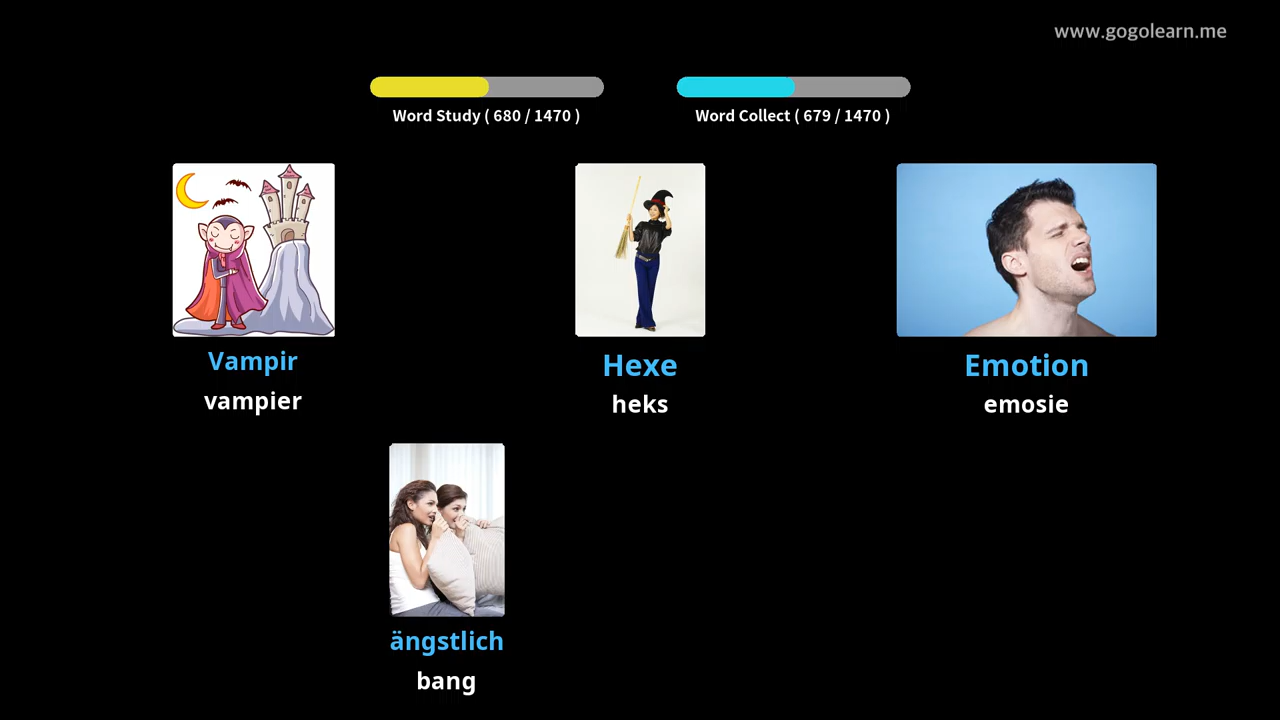 www.gogolearn.me
Word Study ( 680 / 1470 )
Word Collect ( 679 / 1470 )
Vampir
vampier
Hexe
heks
Emotion
emosie
ängstlich
bang